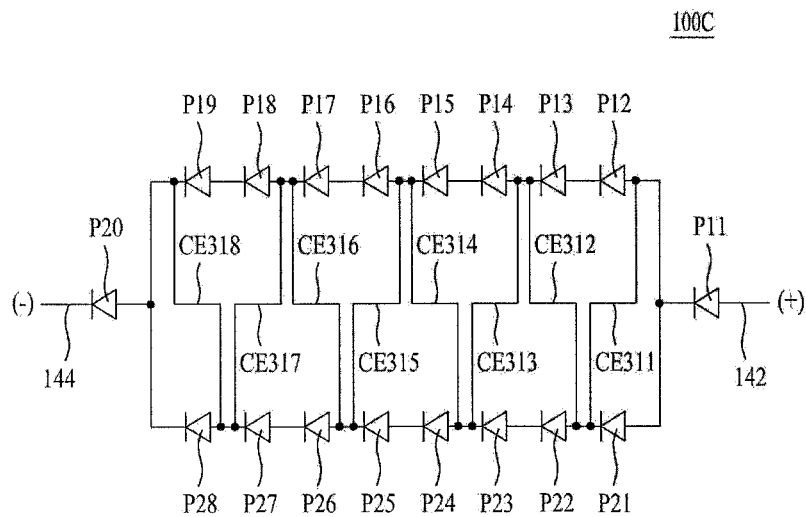 100C
P19 P18 P17 P16 P15 P14 P13 P12
P20 CE318 CE316 CE314 CE312 P11
(-) (+)
144 CE317 CE315 CE313 CE311 142
P28 P27 P26 P25 P24 P23 P22 P21